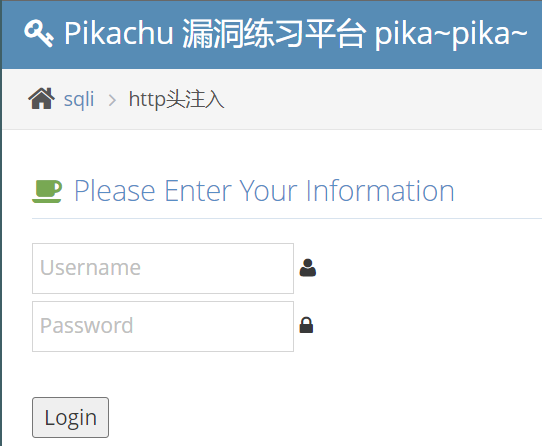 Pikachu 漏洞练习平台 pika~pika~
sqli > http头注入
Please Enter Your Information
Username
Password
Login